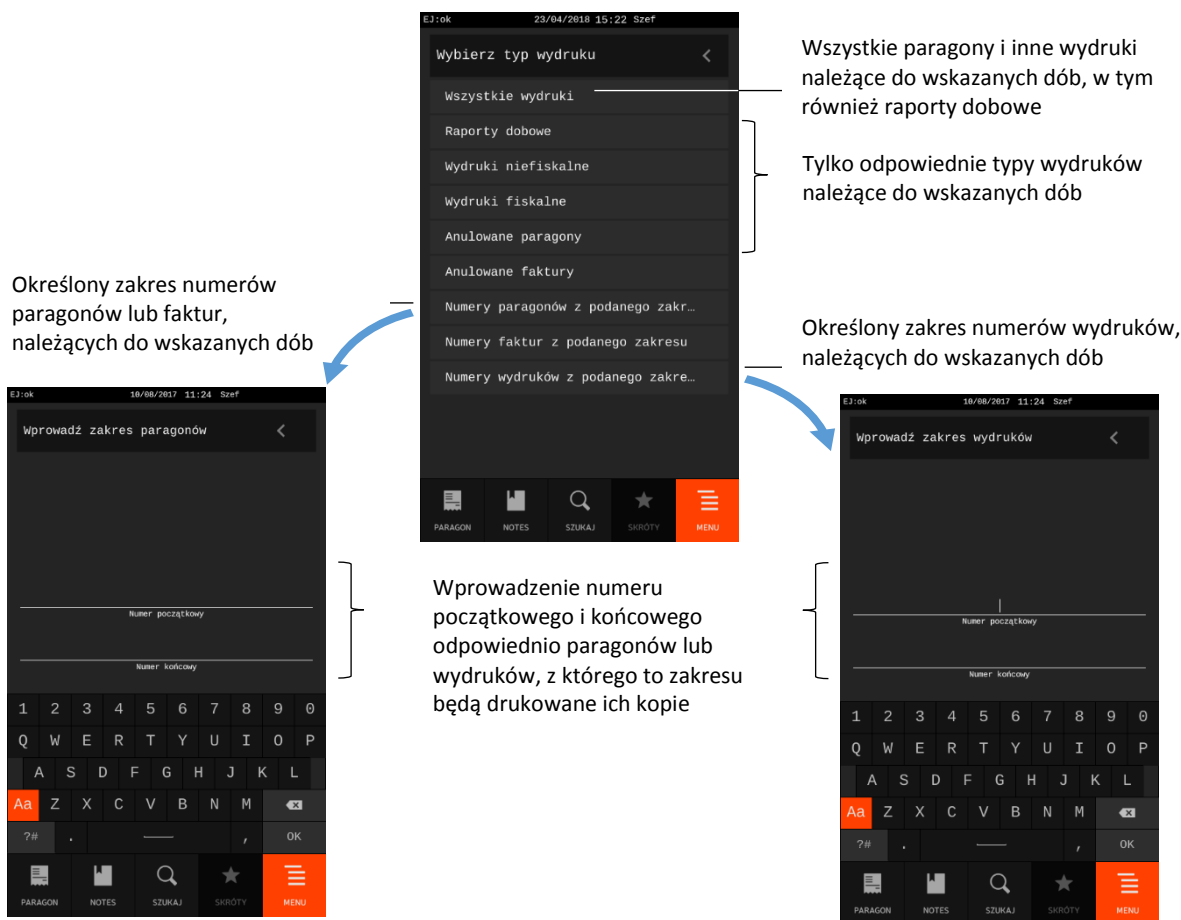 EJ:ok 23/04/2018 15:22 Szef
Wybierz typ wydruku
Wszystkie wydruki
Raporty dobowe
Wydruki niefiskalne
Wydruki fiskalne
Anulowane paragony
Anulowane faktury
Numery paragonów z podanego zakr…
Numery faktur z podanego zakresu
Numery wydruków z podanego zakre…
PARAGON NOTES SZUKAJ SKRÓTY MENU
Wszystkie paragony i inne wydruki
należące do wskazanych dób, w tym
również raporty dobowe
Tylko odpowiednie typy wydruków
należące do wskazanych dób
Określony zakres numerów
paragonów lub faktur,
należących do wskazanych dób
Określony zakres numerów wydruków,
należących do wskazanych dób
EJ:ok 10/08/2017 11:24 Szef
Wprowadź zakres paragonów
Numer początkowy
Numer końcowy
1 2 3 4 5 6 7 8 9 0
Q W E R T Y U I O P
A S D F G H J K L
Aa Z X C V B N M
?# . , OK
PARAGON NOTES SZUKAJ SKRÓTY MENU
Wprowadzenie numeru
początkowego i końcowego
odpowiednio paragonów lub
wydruków, z którego to zakresu
będą drukowane ich kopie
EJ:ok 10/08/2017 11:24 Szef
Wprowadź zakres wydruków
Numer początkowy
Numer końcowy
1 2 3 4 5 6 7 8 9 0
Q W E R T Y U I O P
A S D F G H J K L
Aa Z X C V B N M
?# . , OK
PARAGON NOTES SZUKAJ SKRÓTY MENU